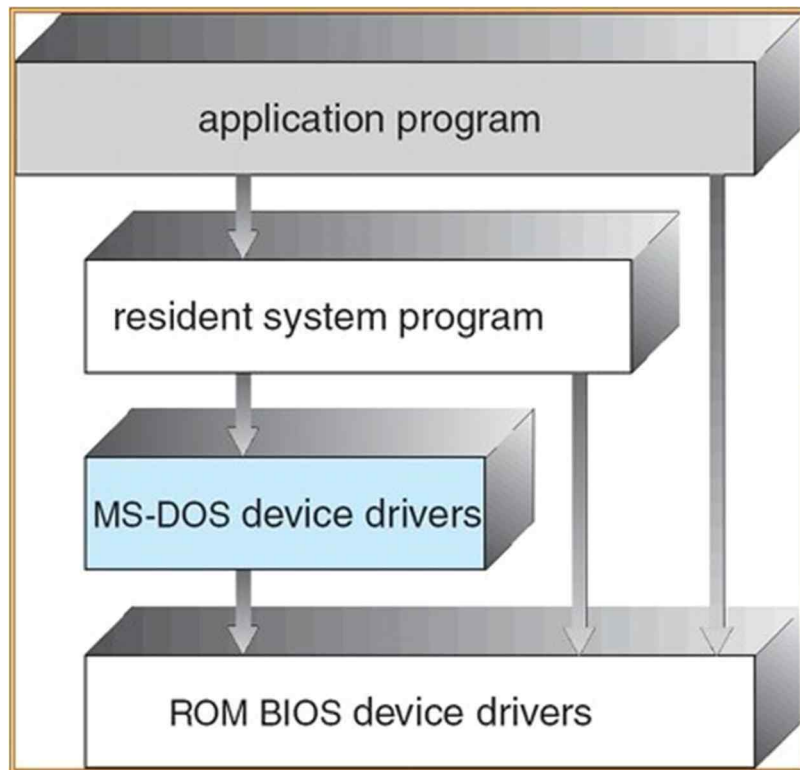 application program
resident system program
MS-DOS device drivers
ROM BIOS device drivers